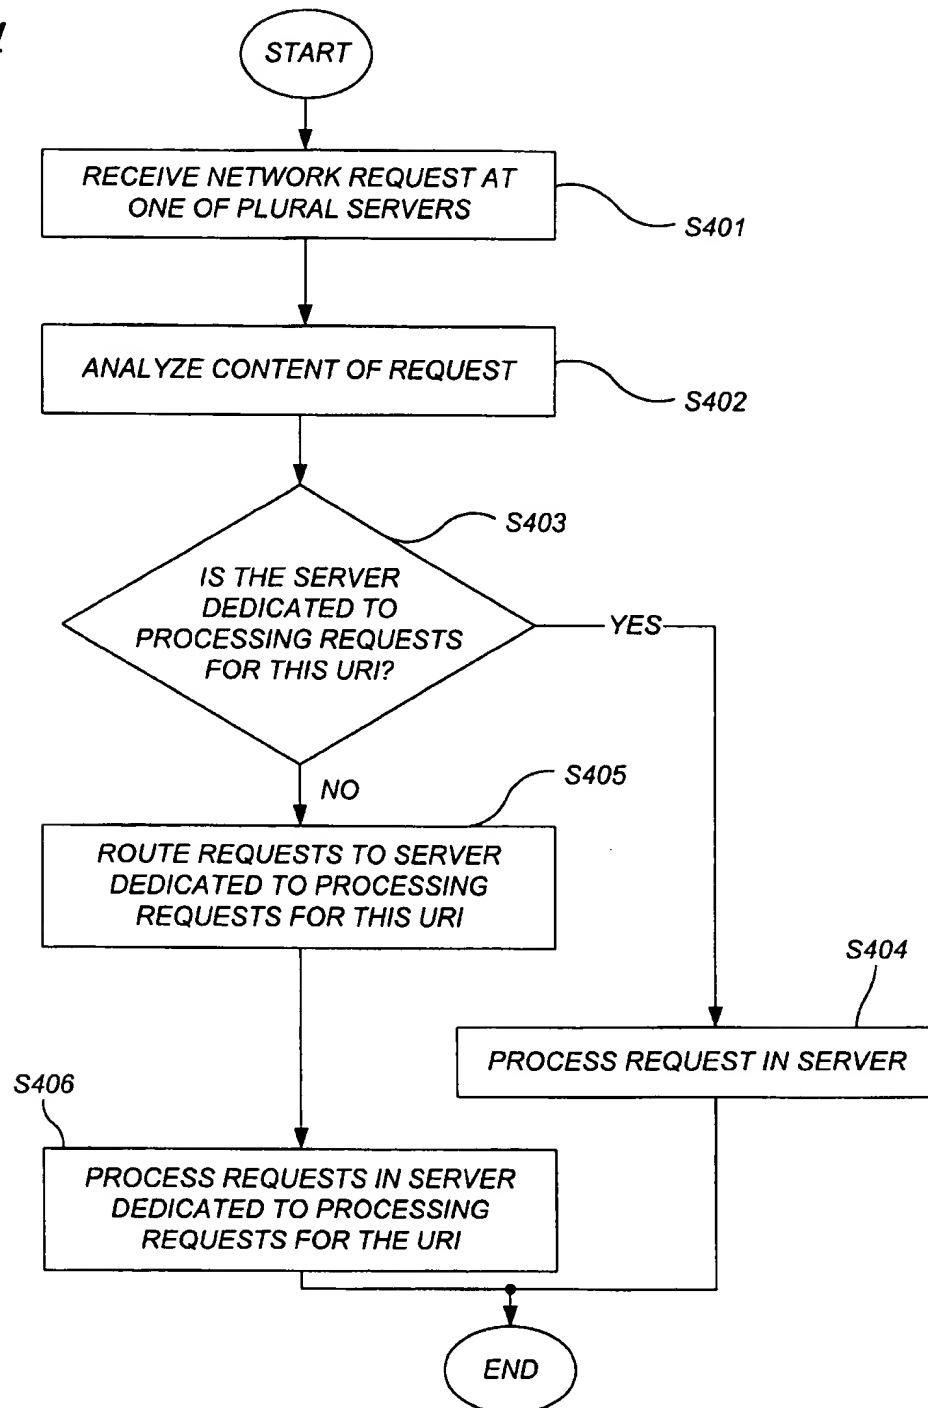 START
RECEIVE NETWORK REQUEST AT
ONE OF PLURAL SERVERS
S401
ANALYZE CONTENT OF REQUEST
S402
S403
IS THE SERVER
DEDICATED TO
PROCESSING REQUESTS
FOR THIS URI?
YES
NO
S405
ROUTE REQUESTS TO SERVER
DEDICATED TO PROCESSING
REQUESTS FOR THIS URI
S404
PROCESS REQUEST IN SERVER
S406
PROCESS REQUESTS IN SERVER
DEDICATED TO PROCESSING
REQUESTS FOR THE URI
END